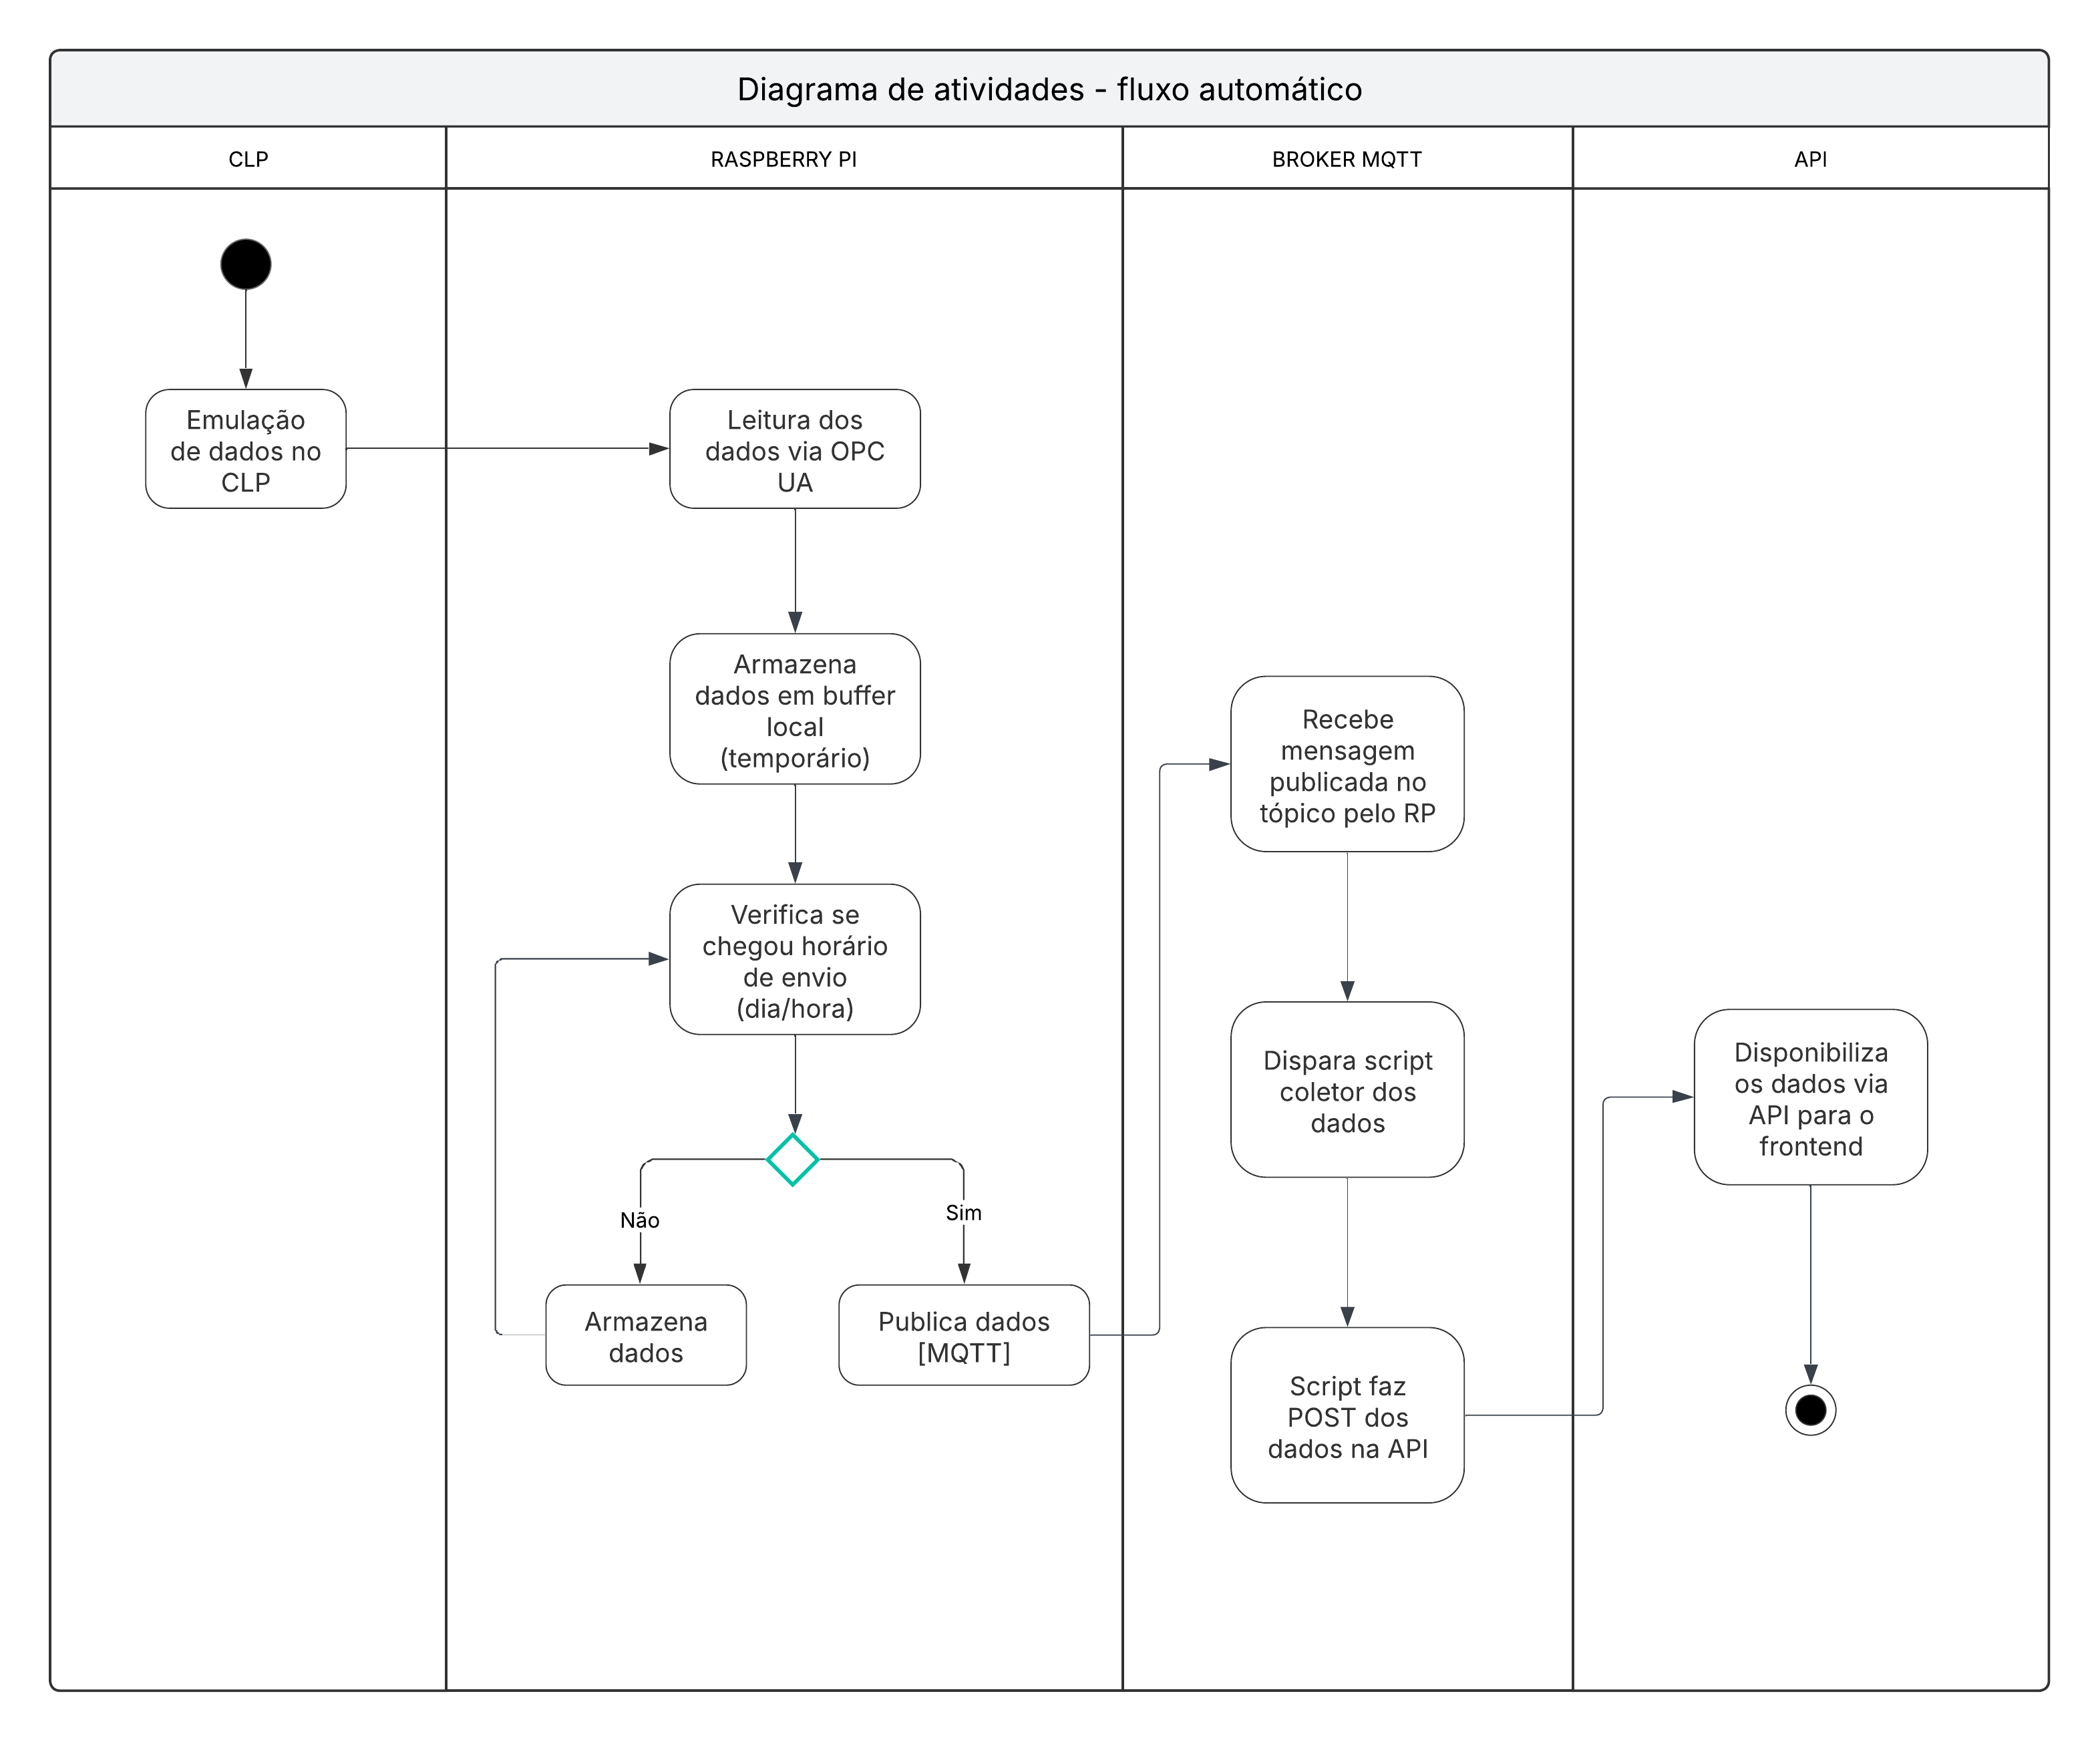 Diagrama de atividades - fluxo automático
CLP
RASPBERRY PI
BROKER MQTT
API
Emulação
de dados no
CLP
Leitura dos
dados via OPC
UA
Armazena
dados em buffer
local
(temporário)
Verifica se
chegou horário
de envio
(dia/hora)
Não
Sim
Armazena
dados
Publica dados
[MQTT]
Recebe
mensagem
publicada no
tópico pelo RP
Dispara script
coletor dos
dados
Script faz
POST dos
dados na API
Disponibiliza
os dados via
API para o
frontend